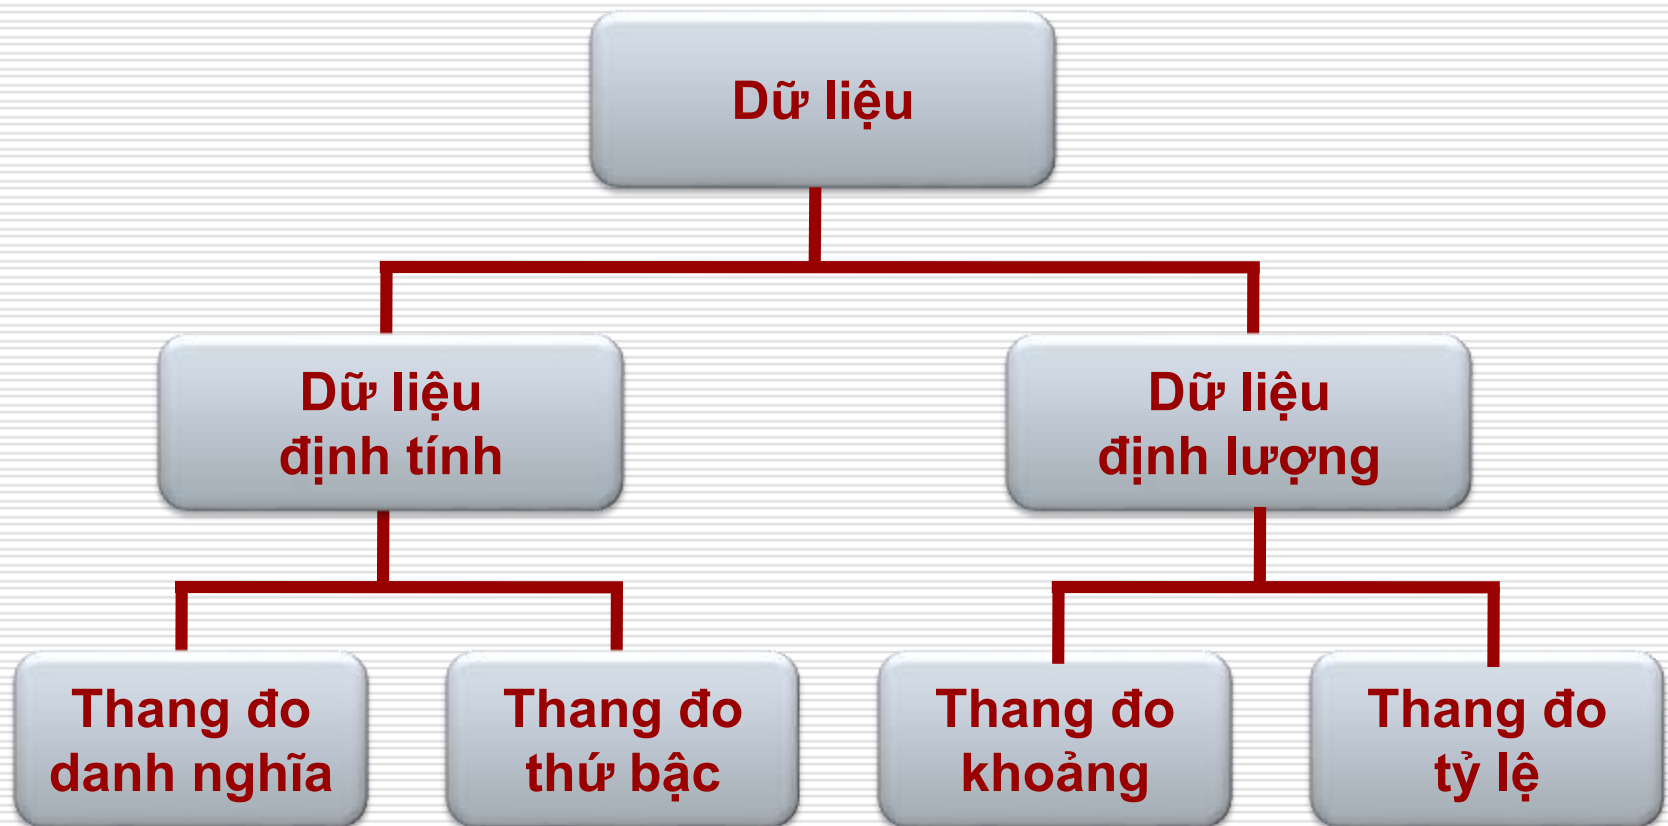 Dữ liệu
Dữ liệu
định tính
Dữ liệu
định lượng
Thang đo
danh nghĩa
Thang đo
thứ bậc
Thang đo
khoảng
Thang đo
tỷ lệ